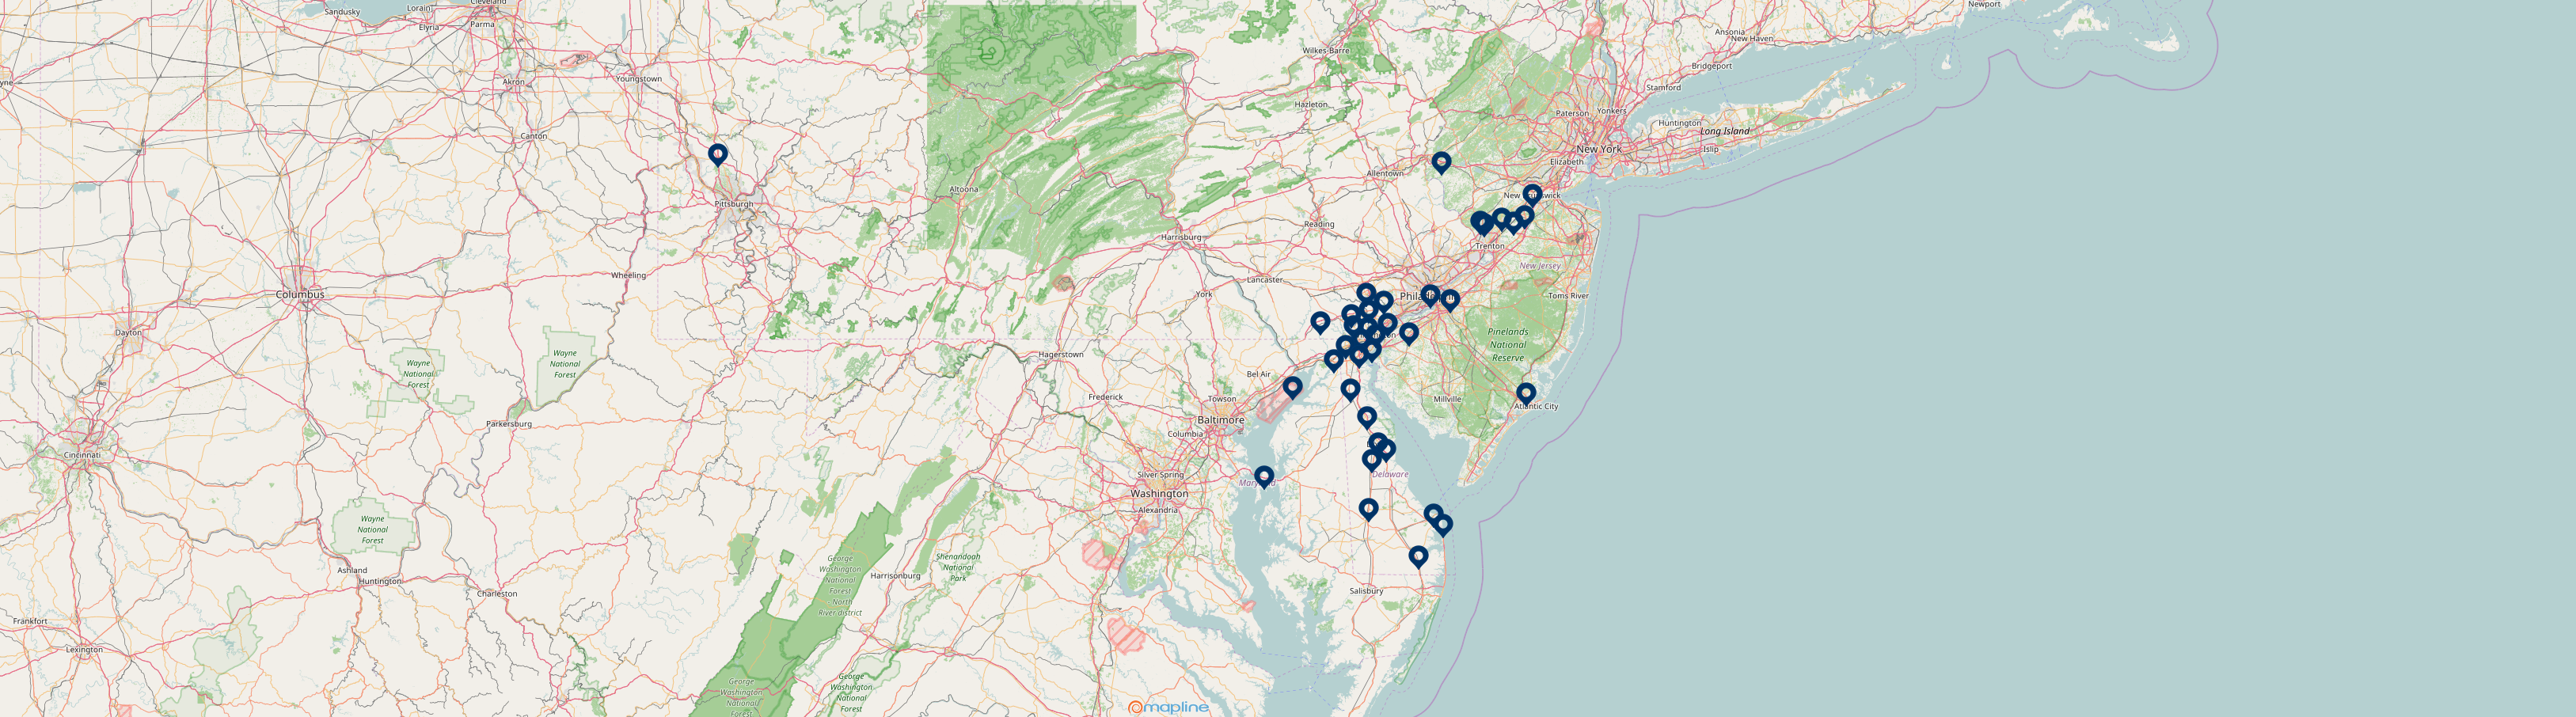 Sandusky
Lorain
Cleveland
Elyria
Parma
Newport
Ansonia
New Haven
Bridgeport
Stamford
Akron
Youngstown
Canton
Wilkes-Barre
Hazleton
Paterson
Yonkers
Huntington
Long Island
Islip
New York
Elizabeth
Allentown
Altoona
Pittsburgh
Reading
Trenton
Harrisburg
New Jersey
Wheeling
Lancaster
York
Toms River
Columbus
Dayton
Pinelands
National
Reserve
Hagerstown
Wayne
National
Forest
Wayne
National
Forest
Bel Air
Frederick
Towson
Millville
Atlantic City
Baltimore
Columbia
Parkersburg
Cincinnati
Silver Spring
Washington
Alexandria
Delaware
Wayne
National
Forest
Ashland
Huntington
Charleston
George
Washington
National
Forest
North
River district
Harrisonburg
Shenandoah
National
Park
Salisbury
Frankfort
Lexington
George
Washington
National
Forest
George
Washington
National
Forest
mapline